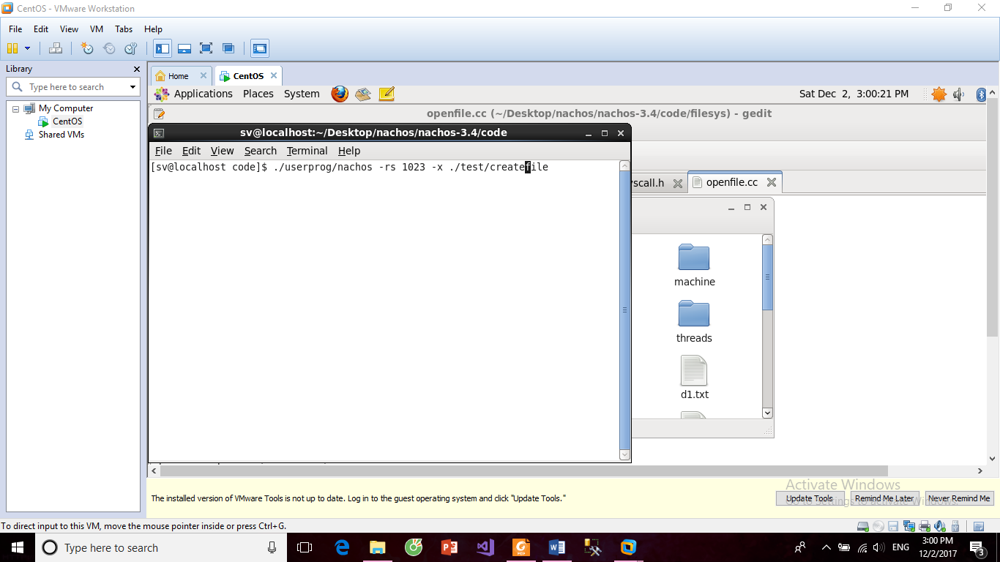 CentOS - VMware Workstation
File Edit View VM Tabs Help
Library
Type here to search
My Computer
CentOS
Shared VMs
Home
CentOS
Applications Places System
Sat Dec 2, 3:00:21 PM
openfile.cc (~/Desktop/nachos/nachos-3.4/code/filesys) - gedit
sv@localhost:~/Desktop/nachos/nachos-3.4/code
File Edit View Search Terminal Help
[sv@localhost code]$ ./userprog/nachos -rs 1023 -x ./test/createfile
openfile.cc
machine
threads
d1.txt
The installed version of VMware Tools is not up to date. Log in to the guest operating system and click "Update Tools."
Activate Windows
Go to Settings to activate Windows.
Update Tools
Remind Me Later
Never Remind Me
To direct input to this VM, move the mouse pointer inside or press Ctrl+G.
Type here to search
ENG
3:00 PM
12/2/2017
3